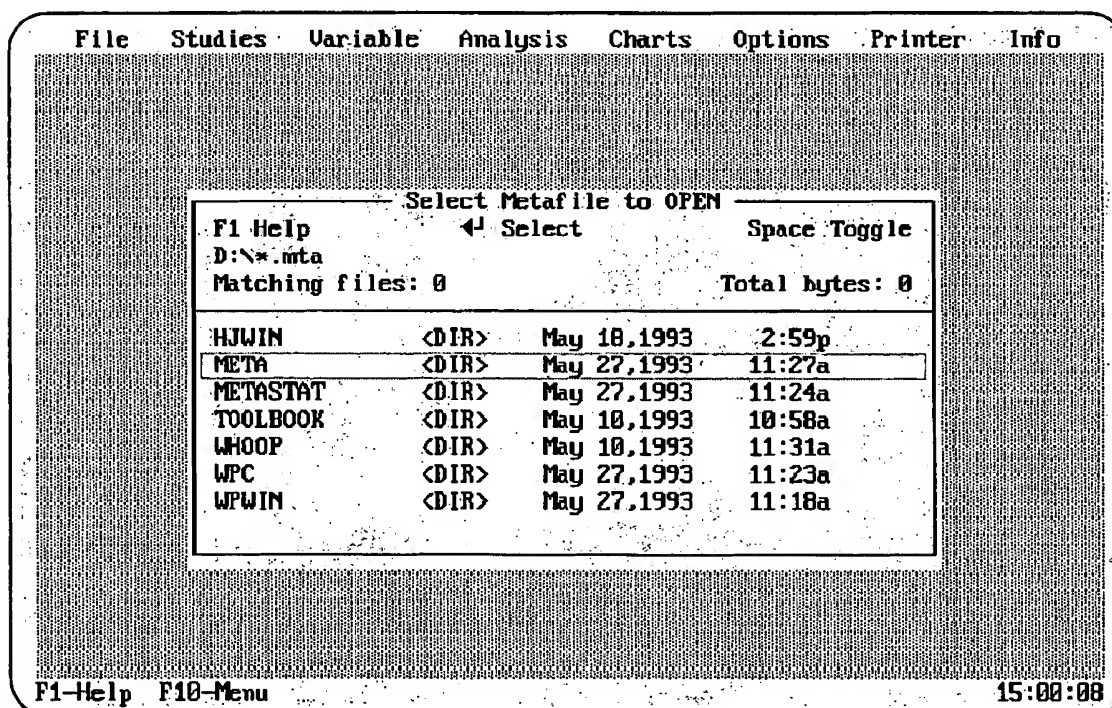 File Studies Variable Analysis Charts Options Printer Info
Select Metafile to OPEN
F1 Help ↵ Select Space Toggle
D:\*.mta
Matching files: 0 Total bytes: 0
HJWIN <DIR> May 18,1993 2:59p
META <DIR> May 27,1993 11:27a
METASTAT <DIR> May 27,1993 11:24a
TOOLBOOK <DIR> May 10,1993 10:58a
WHOOP <DIR> May 10,1993 11:31a
WPC <DIR> May 27,1993 11:23a
WPWIN <DIR> May 27,1993 11:18a
F1-Help F10-Menu 15:00:08